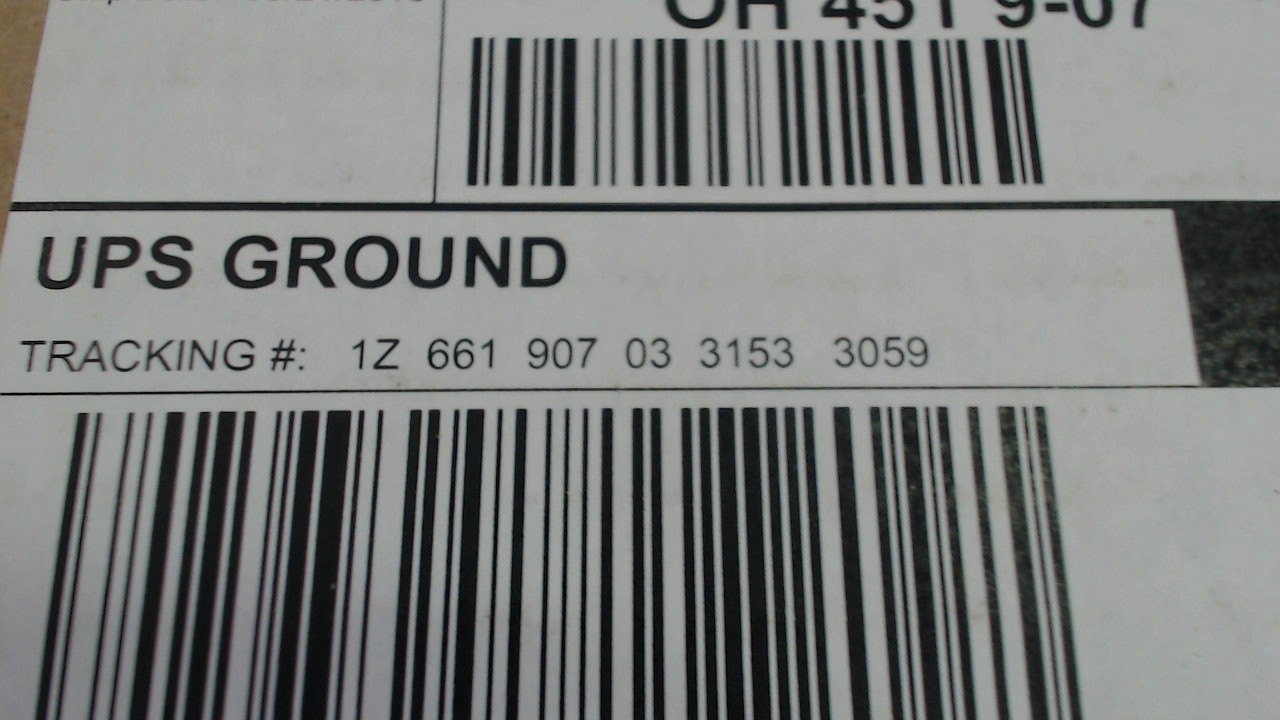 OH 451 9-07
UPS GROUND
TRACKING #: 1Z 661 907 03 3153 3059